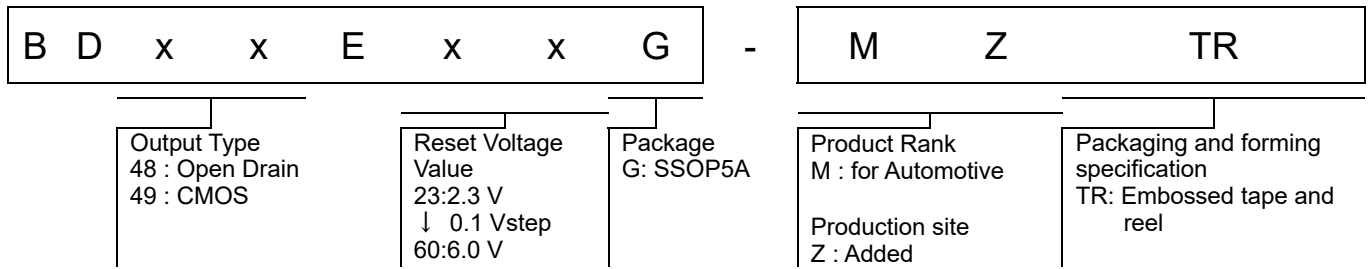 B D x x E x x G - M Z TR
Output Type
48 : Open Drain
49 : CMOS
Reset Voltage
Value
23:2.3 V
↓ 0.1 Vstep
60:6.0 V
Package
G: SSOP5A
Product Rank
M : for Automotive
Production site
Z : Added
Packaging and forming
specification
TR: Embossed tape and
reel